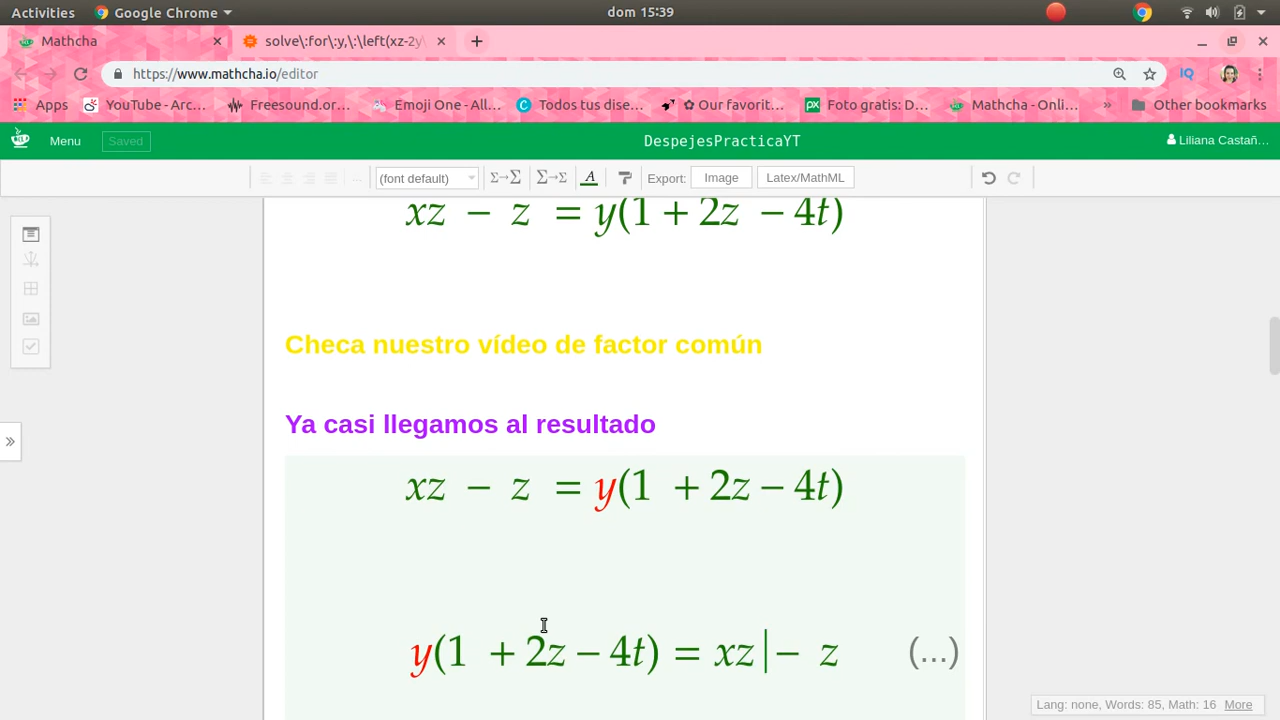 Activities Google Chrome dom 15:39
Mathcha solve\:for\:y,\:\left(xz-2y\
https://www.mathcha.io/editor
Apps YouTube - Arc... Freesound.or... Emoji One - All... Todos tus dise... ✿ Our favorit... Foto gratis: D... Mathcha - Onli... » Other bookmarks
Menu Saved DespejesPracticaYT Liliana Castañ...
... (font default) Σ→Σ Σ→Σ A Export: Image Latex/MathML
xz − z = y(1 + 2z − 4t)
Checa nuestro vídeo de factor común
Ya casi llegamos al resultado
xz − z = y(1 + 2z − 4t)
y(1 + 2z − 4t) = xz − z (...)
Lang: none, Words: 85, Math: 16 More